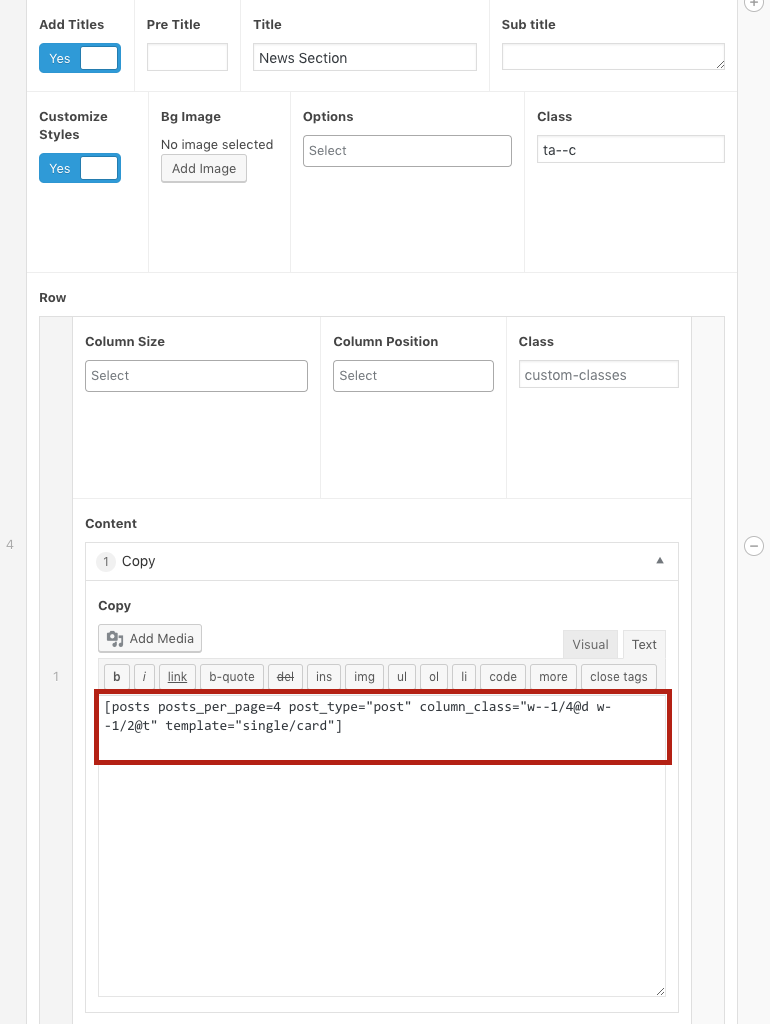 Add Titles
Pre Title
Title
Sub title
Yes
News Section
Customize
Styles
Bg Image
Options
Class
No image selected
Yes
Add Image
Select
ta--c
Row
Column Size
Column Position
Class
Select
Select
custom-classes
Content
4
1 Copy
Copy
Add Media
Visual
Text
1
b
i
link
b-quote
del
ins
img
ul
ol
li
code
more
close tags
[posts posts_per_page=4 post_type="post" column_class="w--1/4@d w-
-1/2@t" template="single/card"]